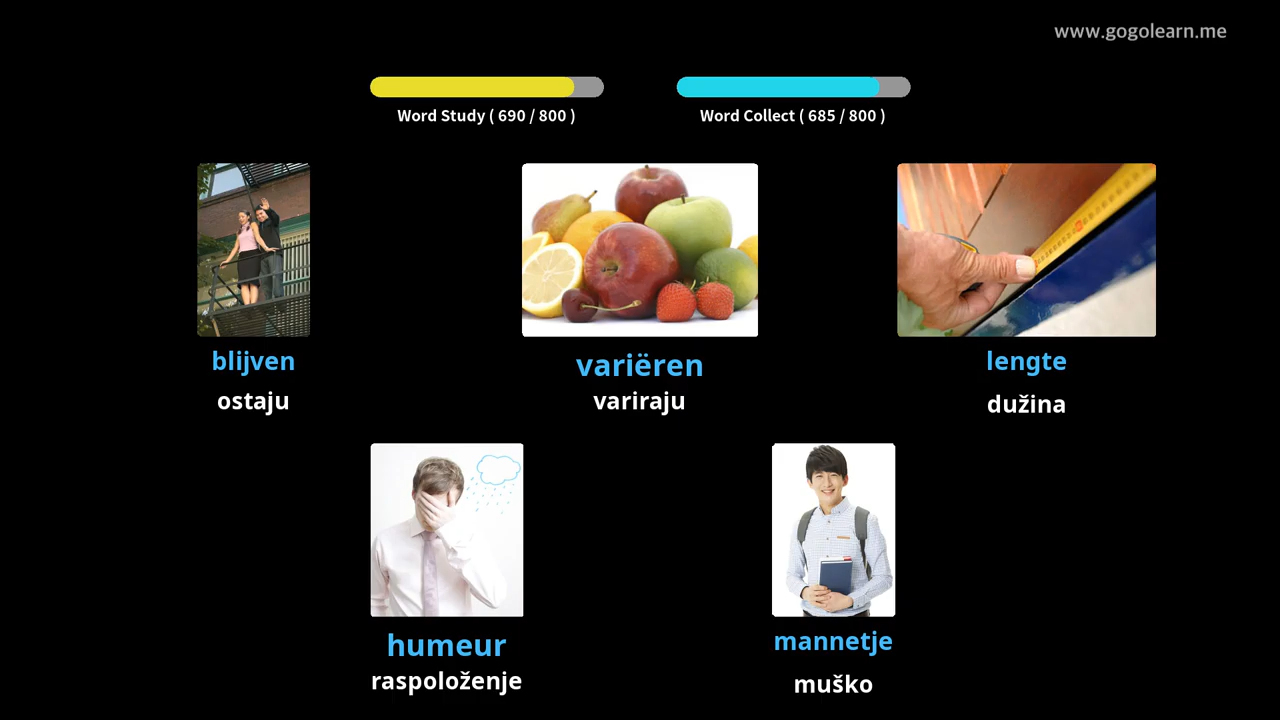 www.gogolearn.me
Word Study ( 690 / 800 )
Word Collect ( 685 / 800 )
blijven
ostaju
variëren
variraju
lengte
dužina
humeur
raspoloženje
mannetje
muško